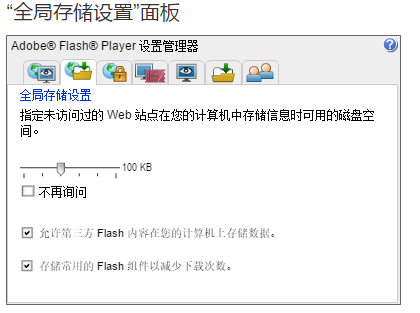 “全局存储设置”面板
Adobe® Flash® Player 设置管理器
全局存储设置
指定未访问过的 Web 站点在您的计算机中存储信息时可用的磁盘空
间。
100 KB
不再询问
允许第三方 Flash 内容在您的计算机上存储数据。
存储常用的 Flash 组件以减少下载次数。